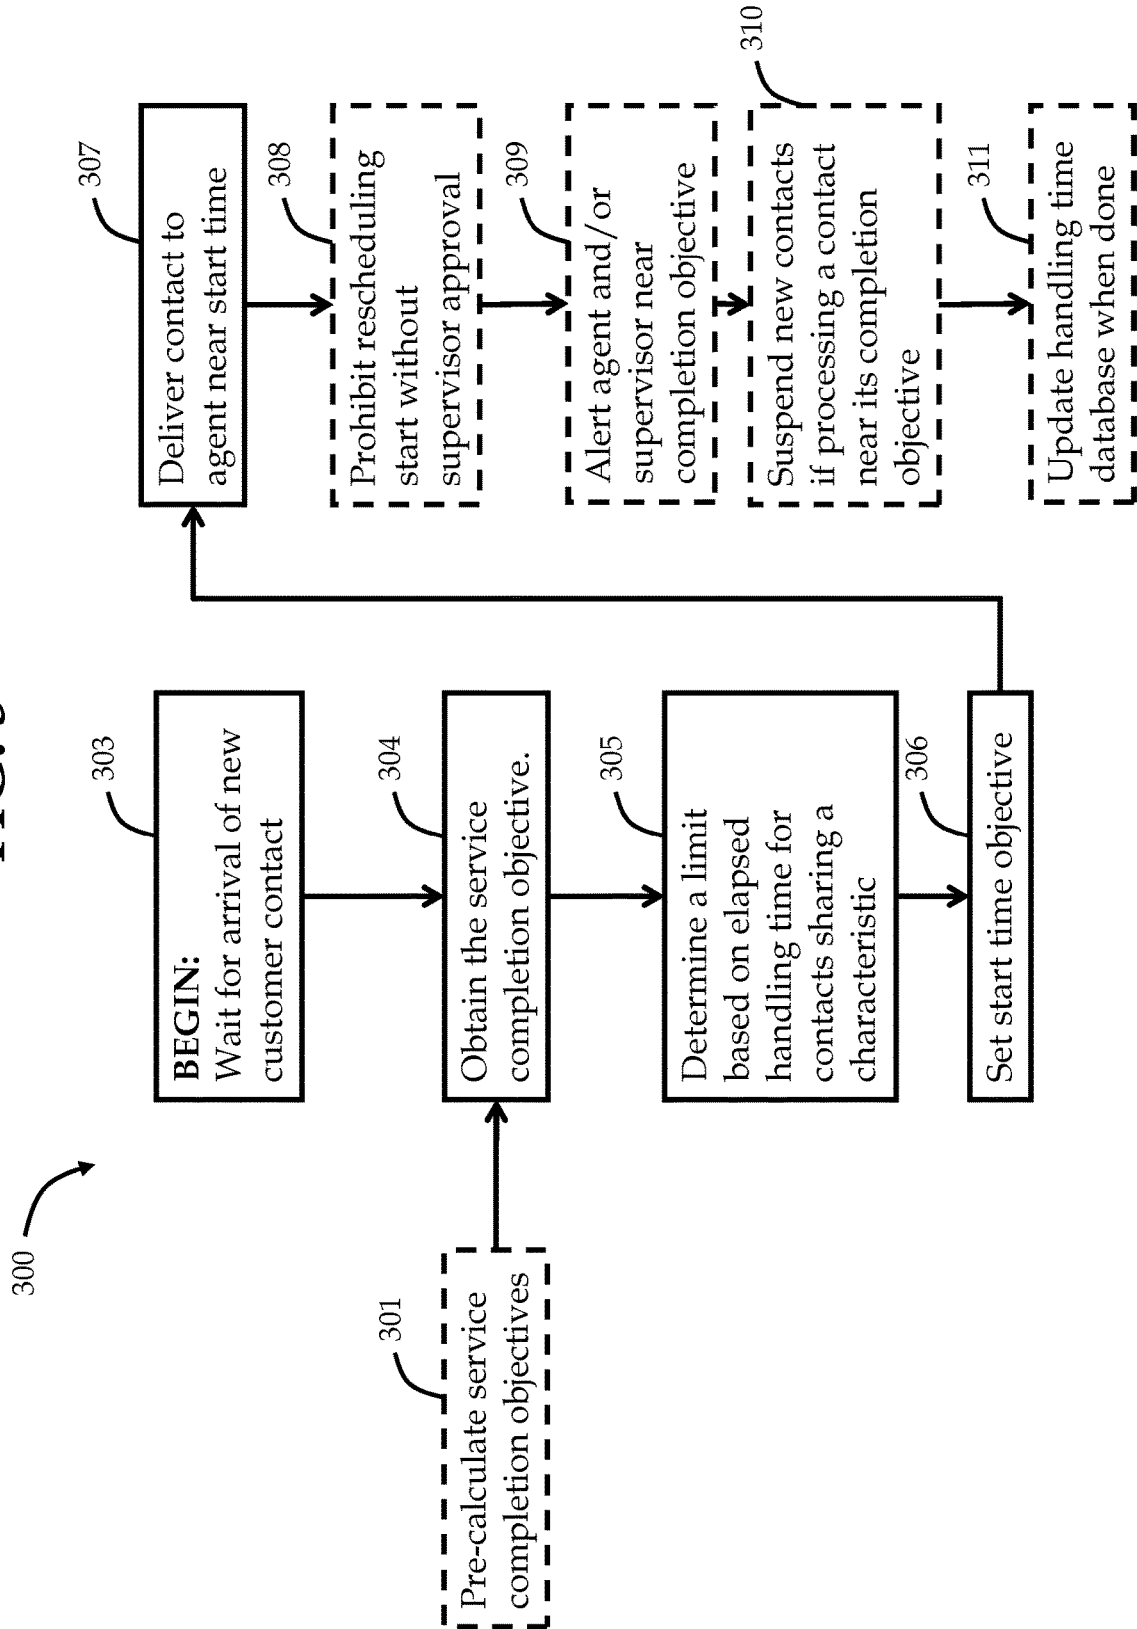 300
301
Pre-calculate service
completion objectives
303
BEGIN:
Wait for arrival of new
customer contact
304
Obtain the service
completion objective.
305
Determine a limit
based on elapsed
handling time for
contacts sharing a
characteristic
306
Set start time objective
307
Deliver contact to
agent near start time
308
Prohibit rescheduling
start without
supervisor approval
309
Alert agent and/or
supervisor near
completion objective
310
Suspend new contacts
if processing a contact
near its completion
objective
311
Update handling time
database when done